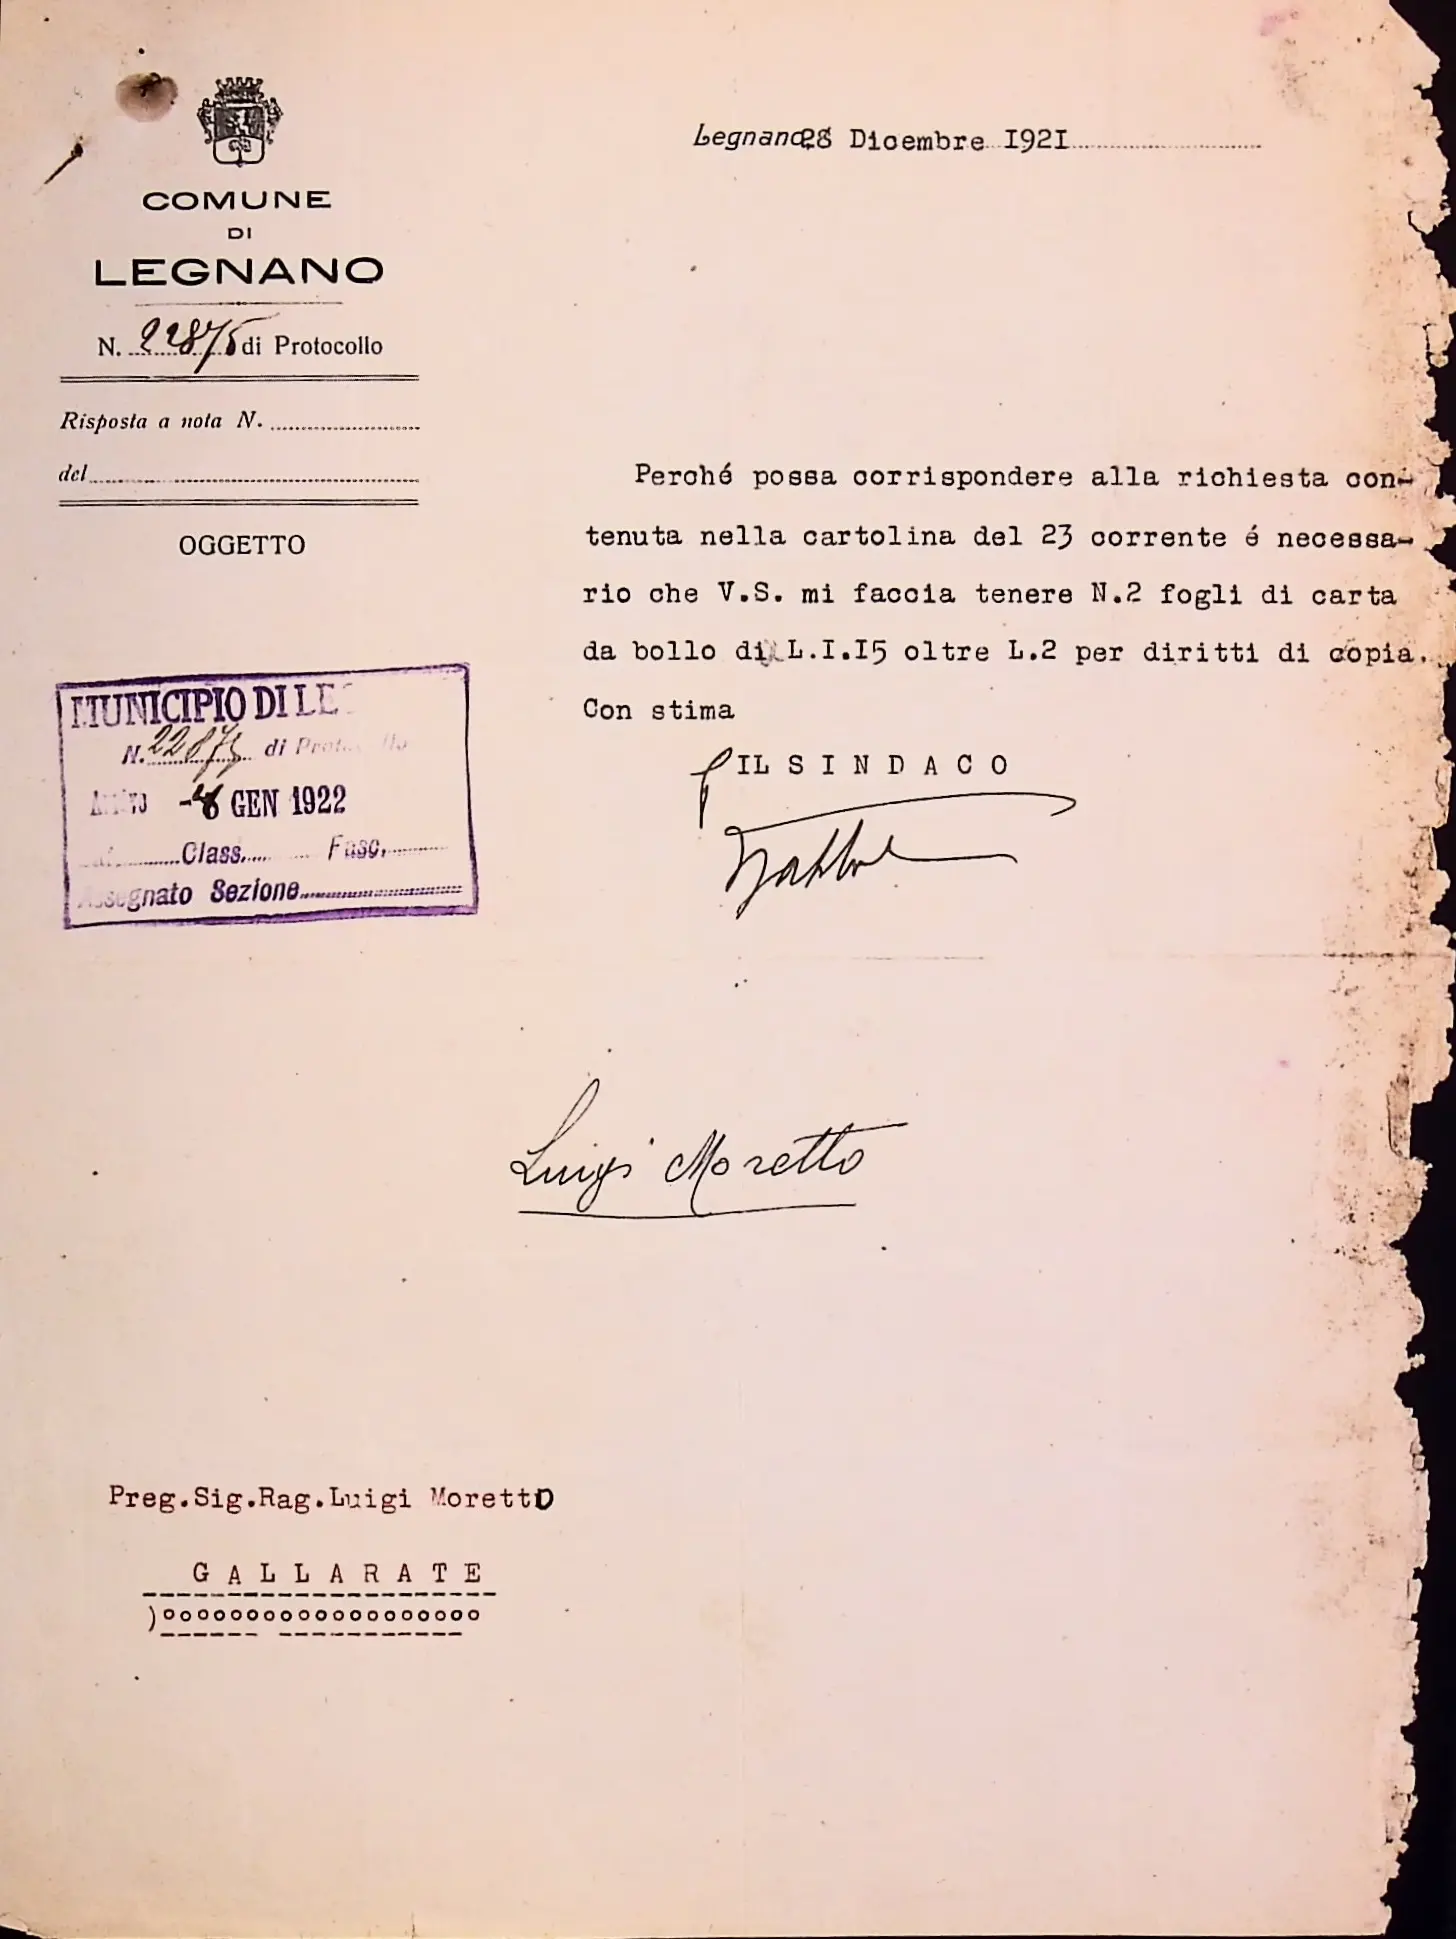 COMUNE
DI
LEGNANO
N. 22875 di Protocollo
Risposta a nota N.
del
OGGETTO
Legnano 28 Dicembre 1921
Perché possa corrispondere alla richiesta con-
tenuta nella cartolina del 23 corrente é necessa-
rio che V.S. mi faccia tenere N.2 fogli di carta
da bollo di L.I.I5 oltre L.2 per diritti di copia.
Con stima
IL SINDACO
MUNICIPIO DI LE
N. 22875 di Protocollo
GEN 1922
Class. Fasc.
Assegnato Sezione
Luigi Moretto
Preg.Sig.Rag.Luigi Moretto
GALLARATE